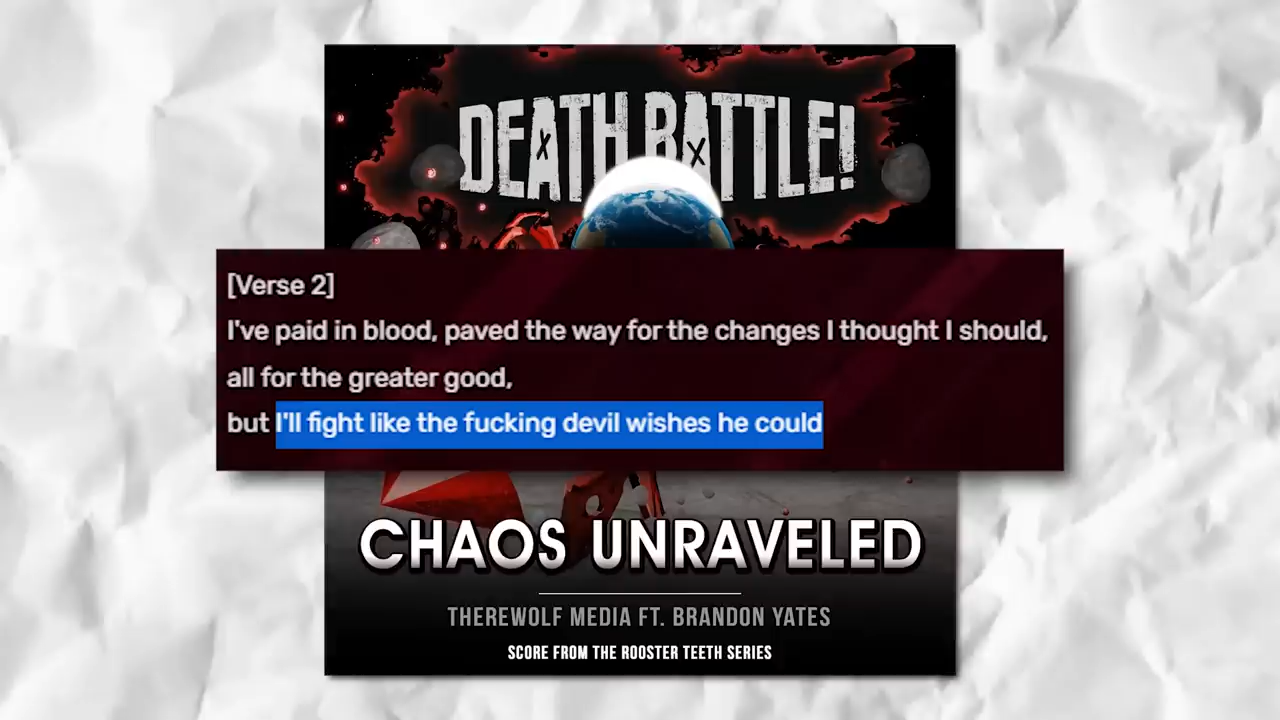 DEATH BATTLE!
[Verse 2]
I've paid in blood, paved the way for the changes I thought I should,
all for the greater good,
but I'll fight like the fucking devil wishes he could
CHAOS UNRAVELED
THEREWOLF MEDIA FT. BRANDON YATES
SCORE FROM THE ROOSTER TEETH SERIES